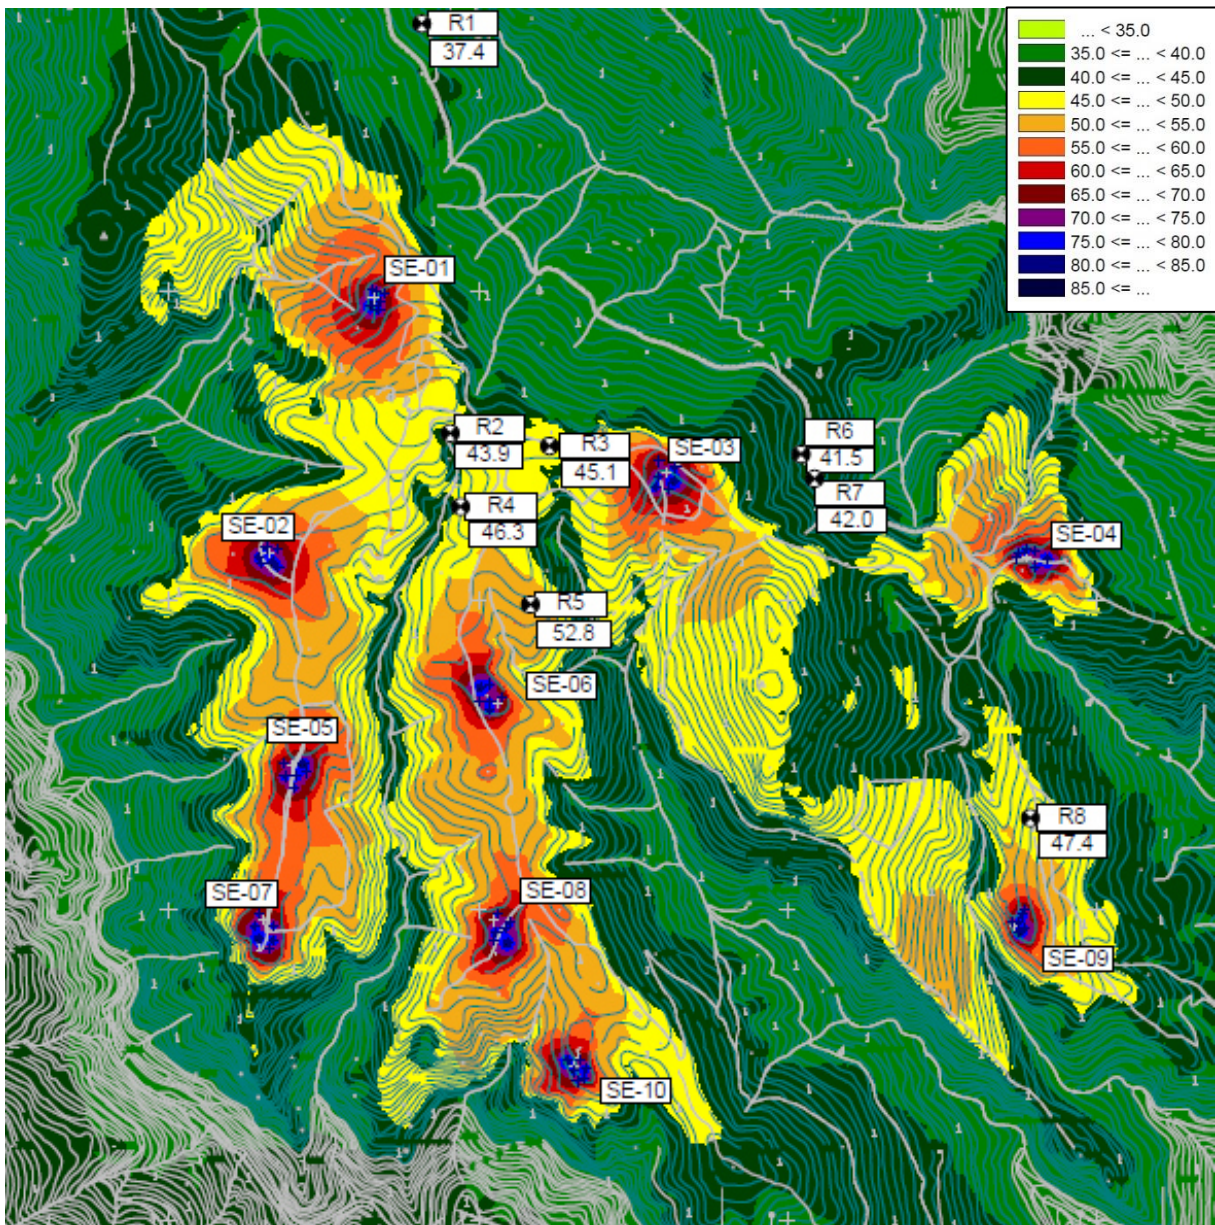 R1
37.4
... < 35.0
35.0 <= ... < 40.0
40.0 <= ... < 45.0
45.0 <= ... < 50.0
50.0 <= ... < 55.0
55.0 <= ... < 60.0
60.0 <= ... < 65.0
65.0 <= ... < 70.0
70.0 <= ... < 75.0
75.0 <= ... < 80.0
80.0 <= ... < 85.0
85.0 <= ...
SE-01
R2
43.9
R3
45.1
SE-03
R6
41.5
R7
42.0
R4
46.3
SE-02
SE-04
R5
52.8
SE-06
SE-05
R8
47.4
SE-07
SE-08
SE-09
SE-10